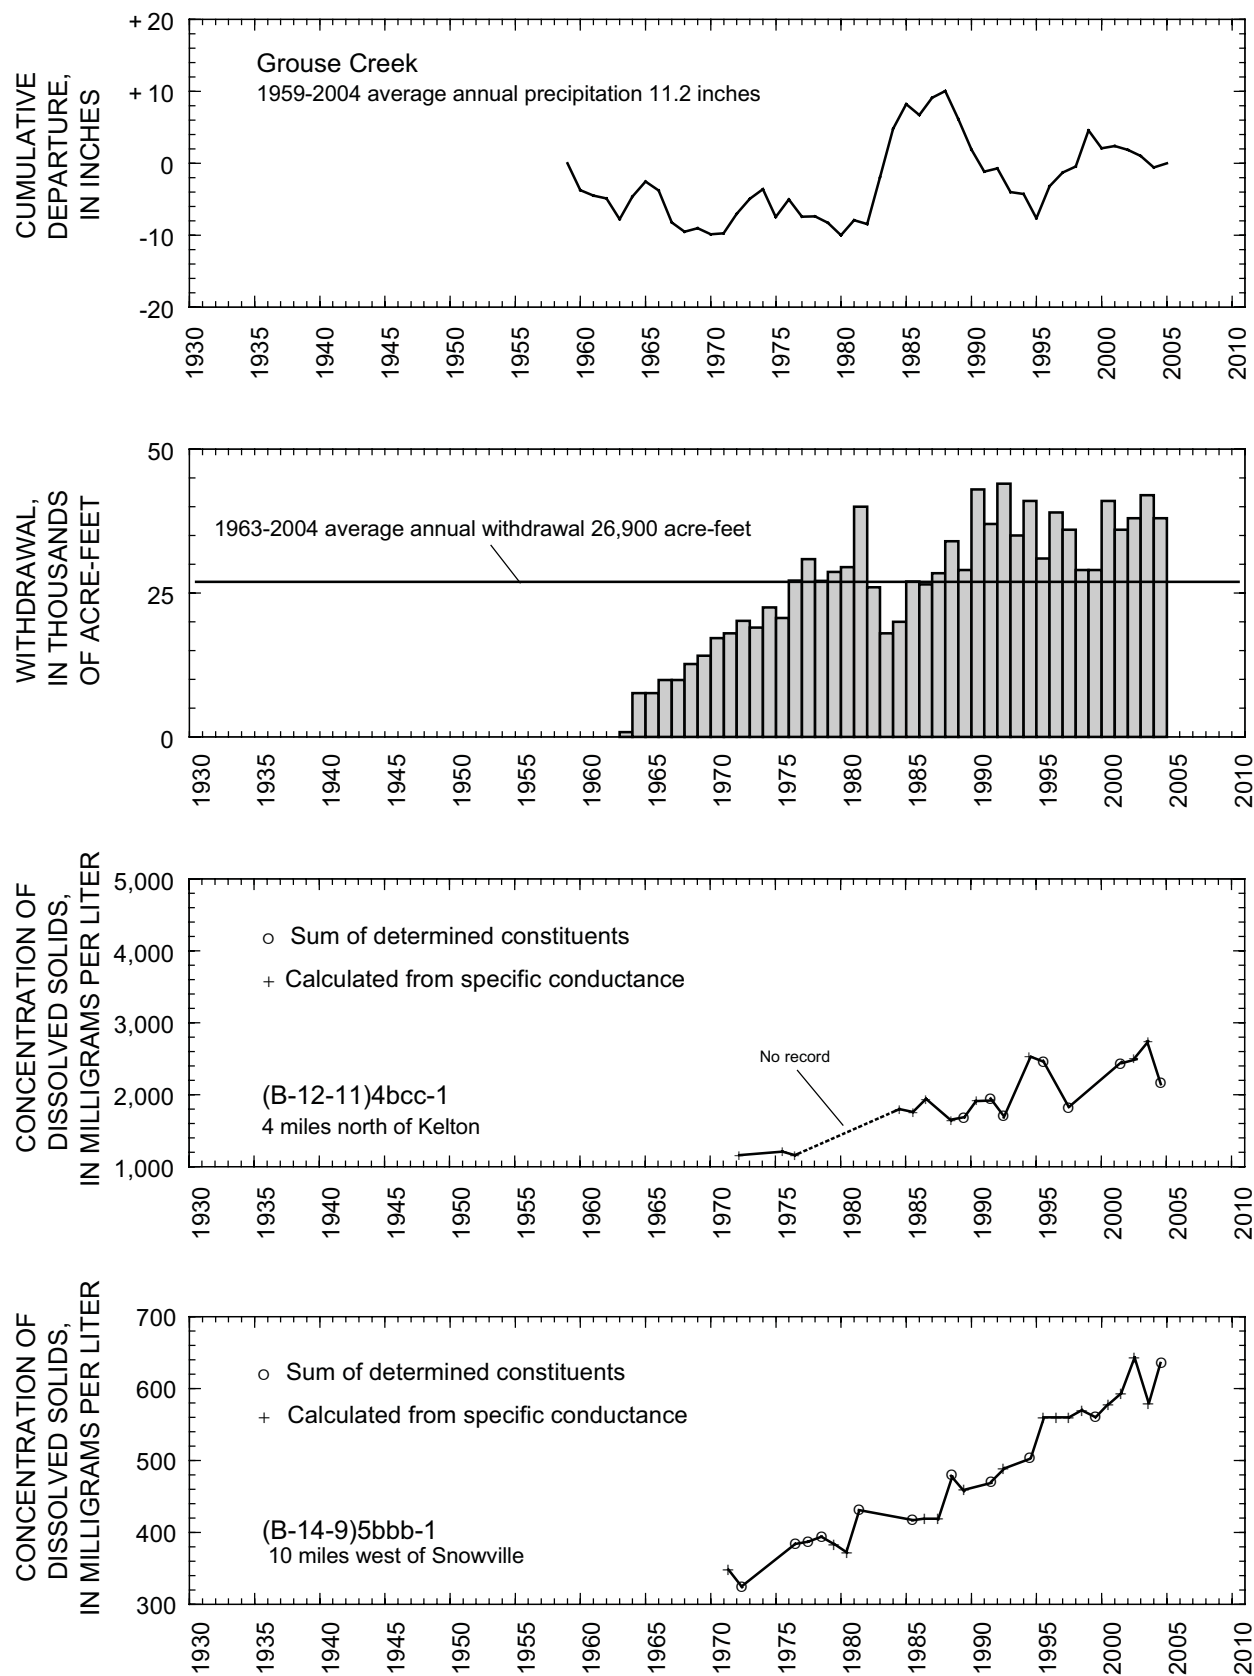 CUMULATIVE
DEPARTURE,
IN INCHES
+ 20
+ 10
0
-10
-20
Grouse Creek
1959-2004 average annual precipitation 11.2 inches
1930 1935 1940 1945 1950 1955 1960 1965 1970 1975 1980 1985 1990 1995 2000 2005 2010
WITHDRAWAL,
IN THOUSANDS
OF ACRE-FEET
50
25
0
1963-2004 average annual withdrawal 26,900 acre-feet
1930 1935 1940 1945 1950 1955 1960 1965 1970 1975 1980 1985 1990 1995 2000 2005 2010
CONCENTRATION OF
DISSOLVED SOLIDS,
IN MILLIGRAMS PER LITER
5,000
4,000
3,000
2,000
1,000
Sum of determined constituents
Calculated from specific conductance
No record
(B-12-11)4bcc-1
4 miles north of Kelton
1930 1935 1940 1945 1950 1955 1960 1965 1970 1975 1980 1985 1990 1995 2000 2005 2010
CONCENTRATION OF
DISSOLVED SOLIDS,
IN MILLIGRAMS PER LITER
700
600
500
400
300
Sum of determined constituents
Calculated from specific conductance
(B-14-9)5bbb-1
10 miles west of Snowville
1930 1935 1940 1945 1950 1955 1960 1965 1970 1975 1980 1985 1990 1995 2000 2005 2010